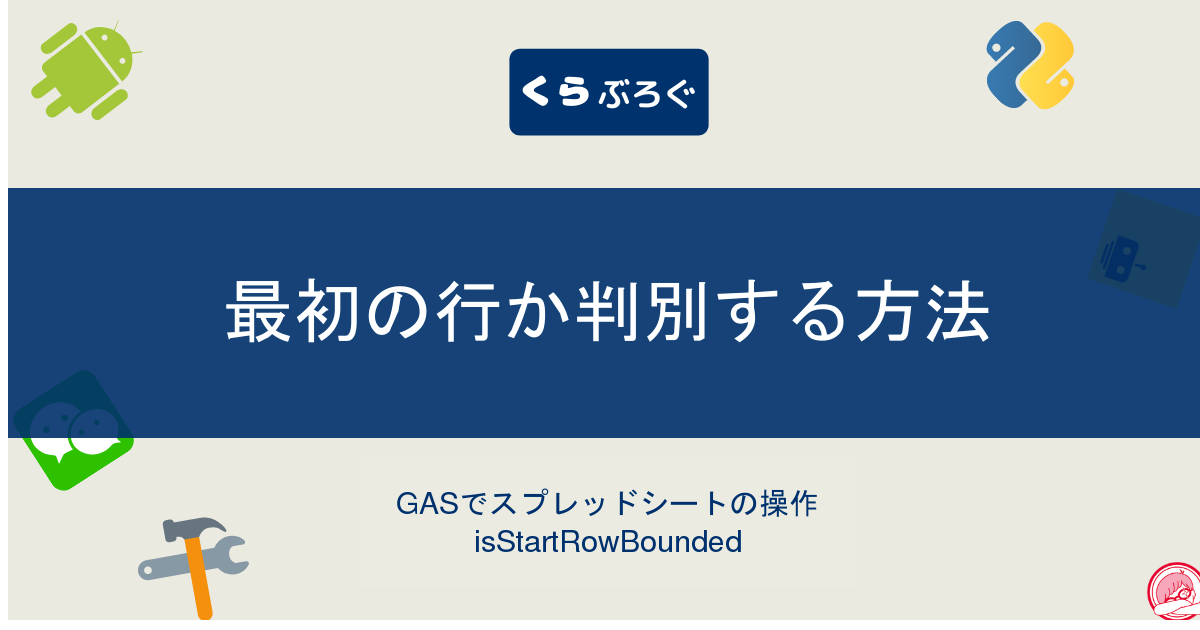 くらぶろぐ
最初の行か判別する方法
GASでスプレッドシートの操作
isStartRowBounded